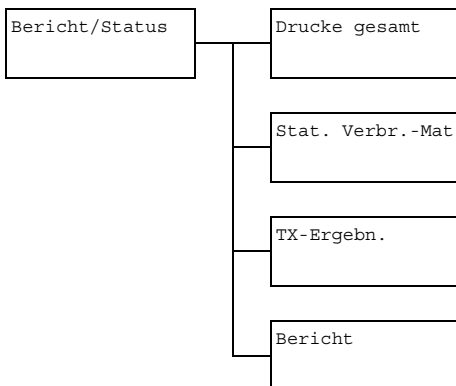 Bericht/Status
Drucke gesamt
Stat. Verbr.-Mat
TX-Ergebn.
Bericht